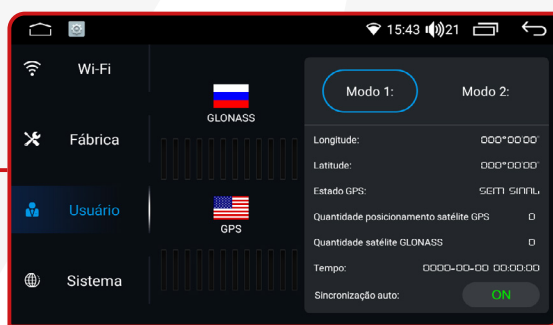 15:43 21
Wi-Fi
Fábrica
Usuário
Sistema
GLONASS
GPS
Modo 1: Modo 2:
Longitude: 000°00'00"
Latitude: 000°00'00"
Estado GPS: SEM SINAL
Quantidade posicionamento satélite GPS 0
Quantidade satélite GLONASS 0
Tempo: 0000-00-00 00:00:00
Sincronização auto: ON